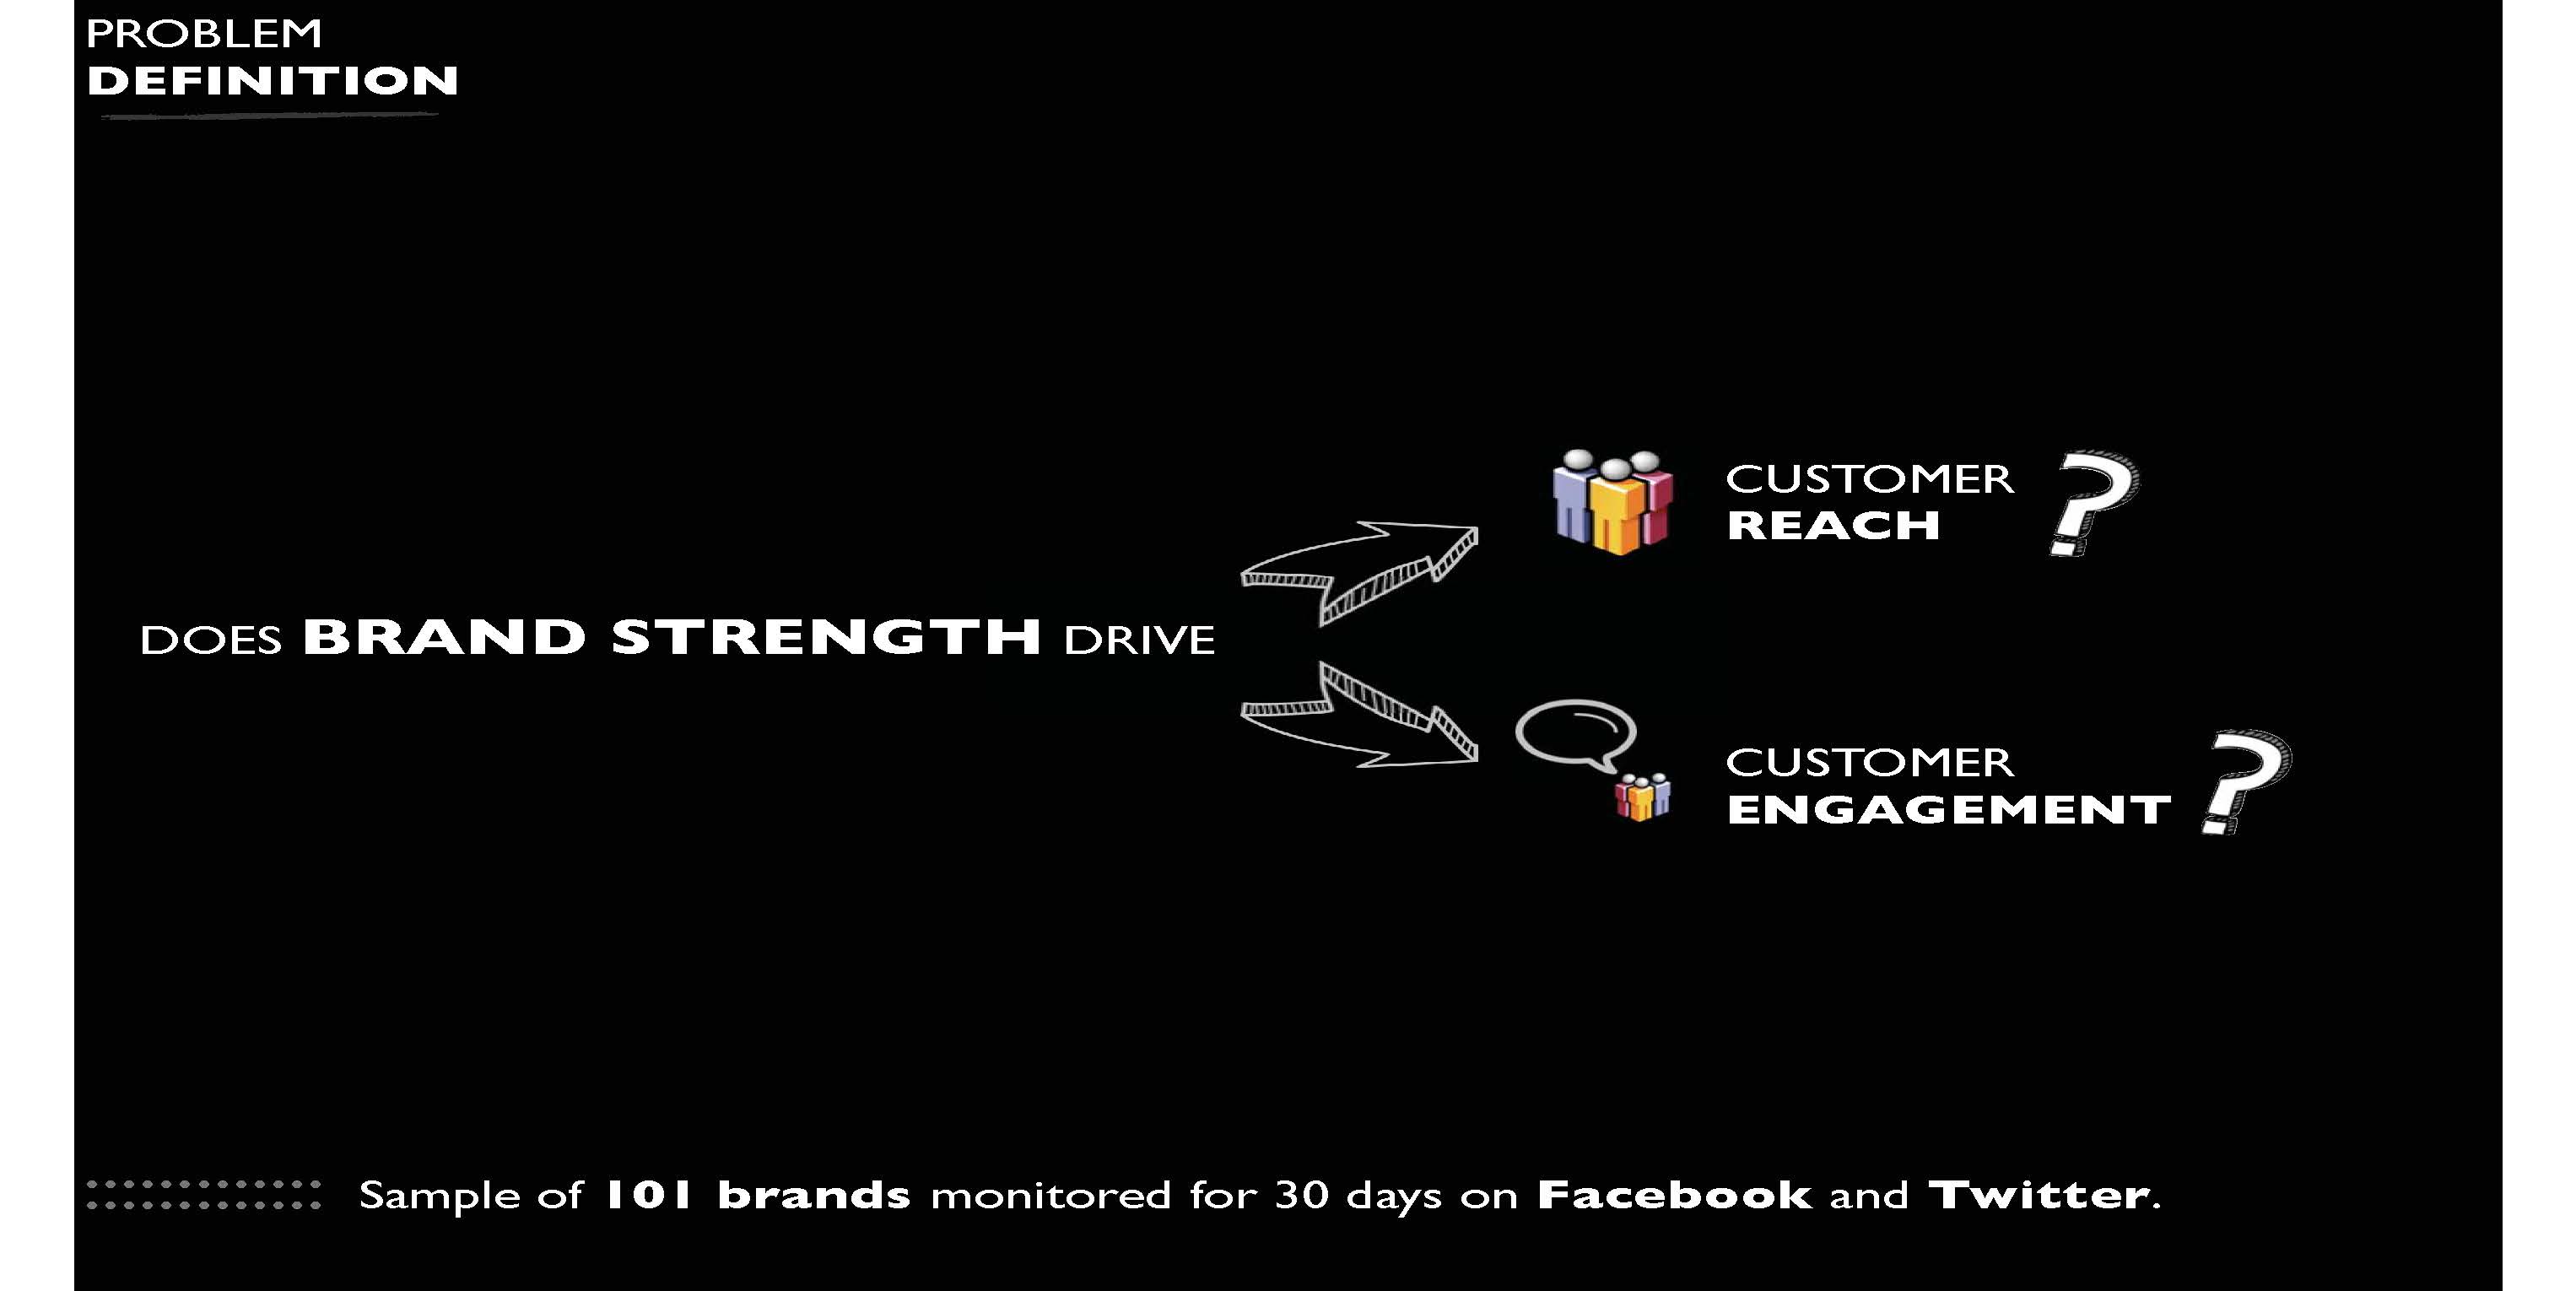 PROBLEM
DEFINITION
DOES BRAND STRENGTH DRIVE
CUSTOMER
REACH ?
CUSTOMER
ENGAGEMENT ?
Sample of 101 brands monitored for 30 days on Facebook and Twitter.